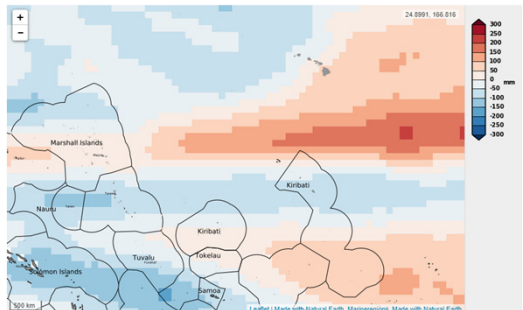 +
−
24.8991, 166.816
300
250
200
150
100
50
0
-50
-100
-150
-200
-250
-300
mm
Marshall Islands
Kiribati
Nauru
Kiribati
Tuvalu
Tokelau
Solomon Islands
Samoa
500 km
Leaflet | Made with Natural Earth, Marineregions, Made with Natural Earth